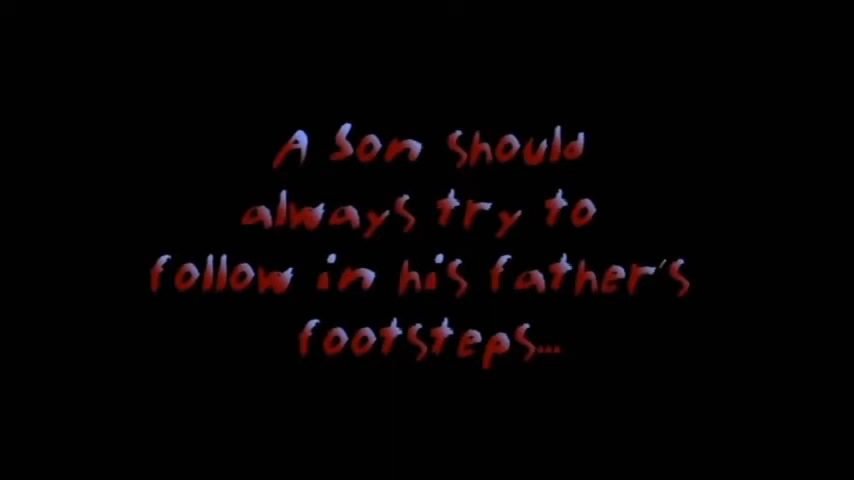 A Son should
always try to
follow in his father's
footsteps...